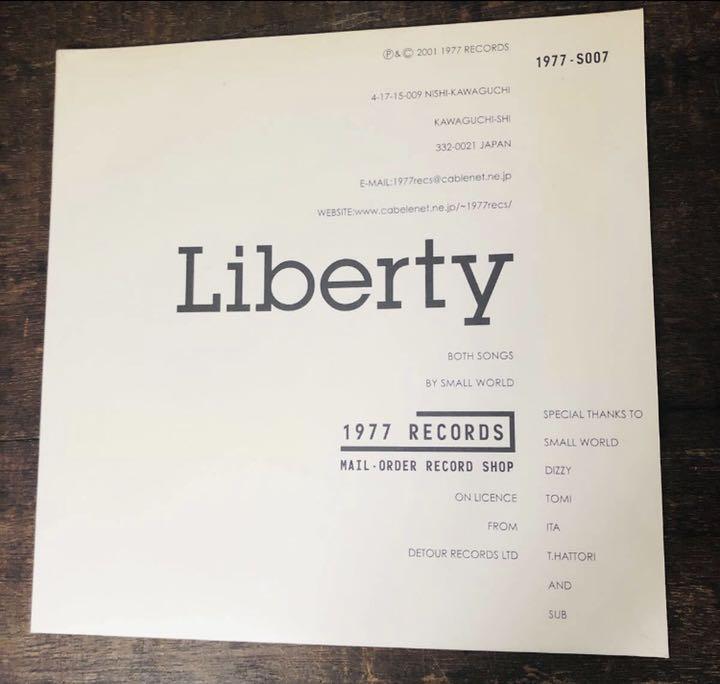 Ⓟ&Ⓒ 2001 1977 RECORDS
1977-S007
4-17-15-009 NISHI-KAWAGUCHI
KAWAGUCHI-SHI
332-0021 JAPAN
E-MAIL:1977recs@cablenet.ne.jp
WEBSITE:www.cabelenet.ne.jp/~1977recs/
Liberty
BOTH SONGS
BY SMALL WORLD
1977 RECORDS
MAIL-ORDER RECORD SHOP
ON LICENCE
FROM
DETOUR RECORDS LTD
SPECIAL THANKS TO
SMALL WORLD
DIZZY
TOMI
ITA
T.HATTORI
AND
SUB